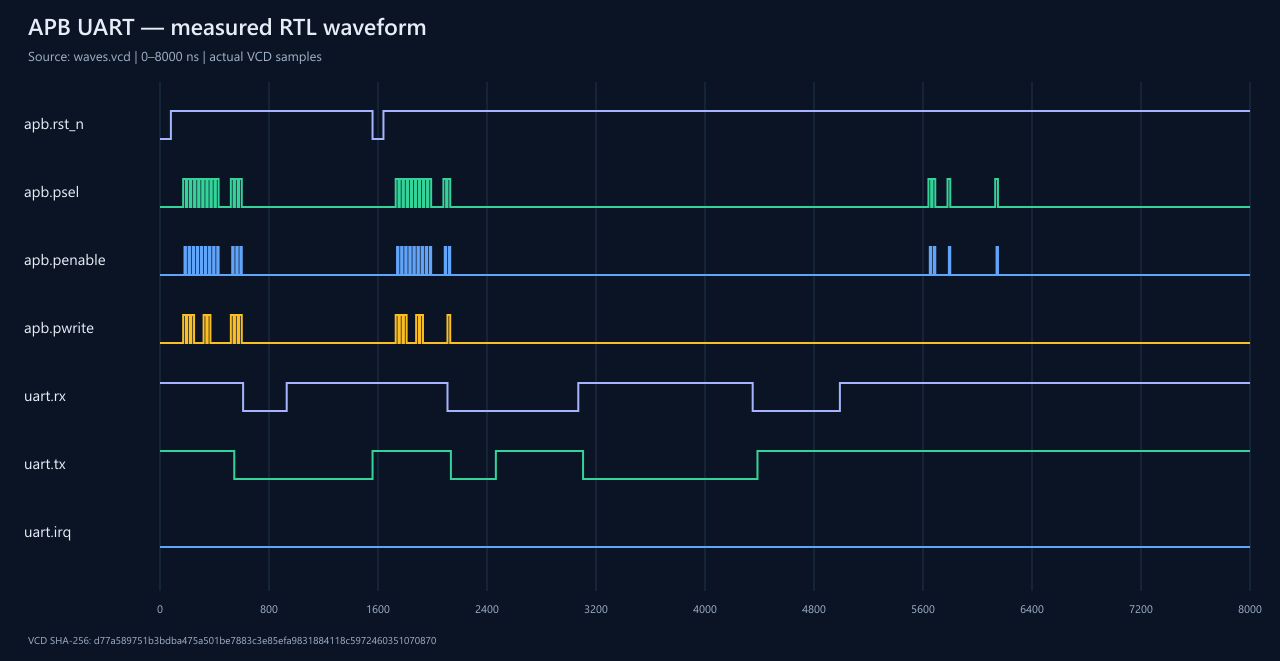 APB UART — measured RTL waveform
Source: waves.vcd | 0–8000 ns | actual VCD samples
apb.rst_n
apb.psel
apb.penable
apb.pwrite
uart.rx
uart.tx
uart.irq
0 800 1600 2400 3200 4000 4800 5600 6400 7200 8000
VCD SHA-256: d77a589751b3bdba475a501be7883c3e85efa9831884118c5972460351070870